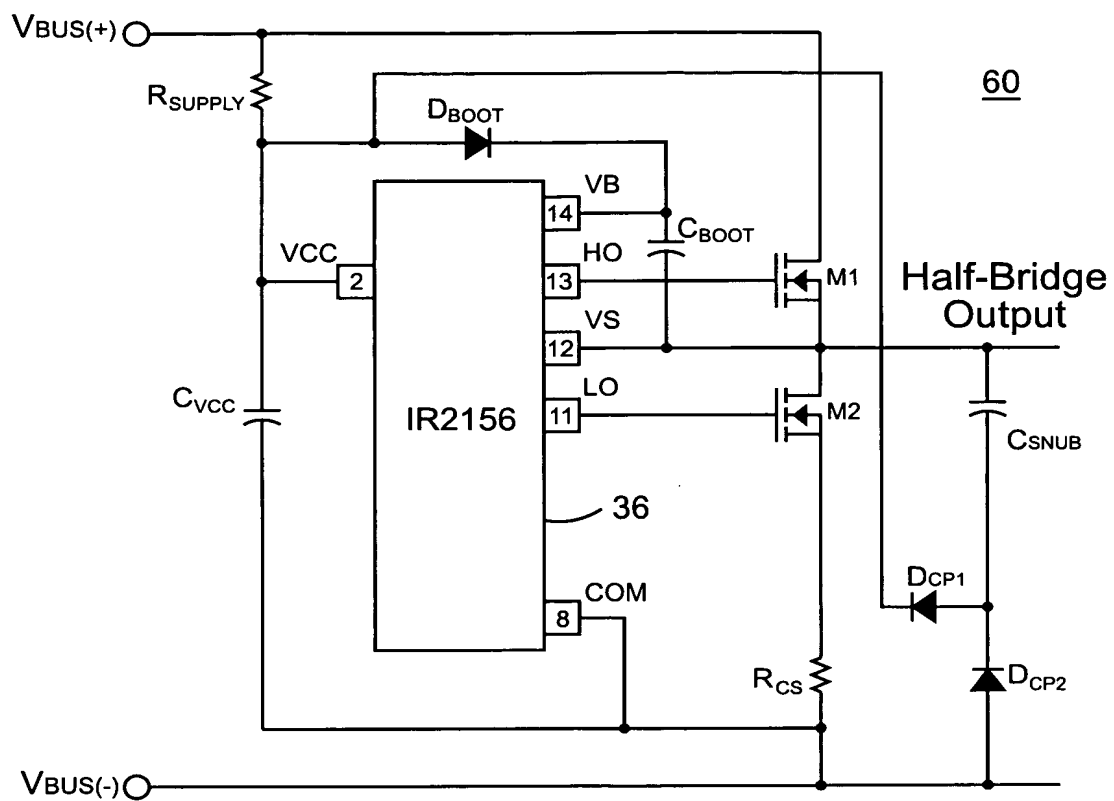 VBUS(+)
RSUPPLY
DBOOT
60
VB
14
CBOOT
HO
13
M1
VCC
2
Half-Bridge
Output
VS
12
LO
11
M2
CVCC
IR2156
CSNUB
36
DCP1
COM
8
RCS
DCP2
VBUS(-)